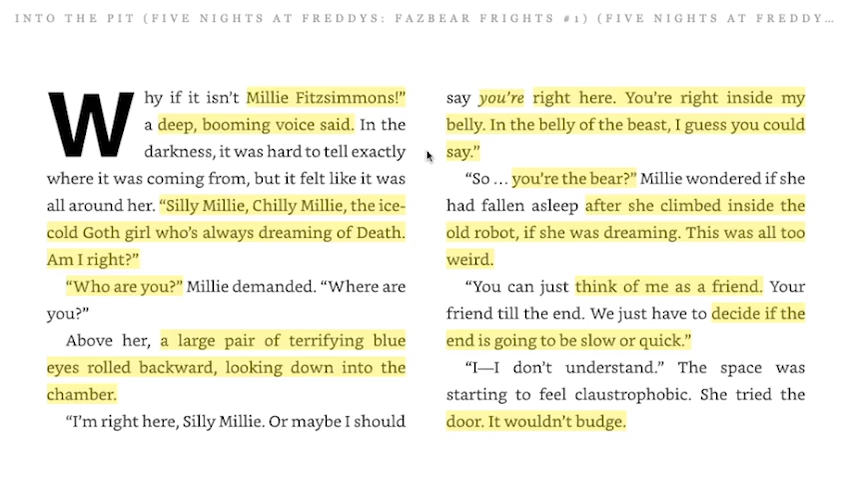 INTO THE PIT (FIVE NIGHTS AT FREDDYS: FAZBEAR FRIGHTS #1) (FIVE NIGHTS AT FREDDY...
Why if it isn’t Millie Fitzsimmons!”
a deep, booming voice said. In the
darkness, it was hard to tell exactly
where it was coming from, but it felt like it was
all around her. “Silly Millie, Chilly Millie, the ice-
cold Goth girl who’s always dreaming of Death.
Am I right?”
“Who are you?” Millie demanded. “Where are
you?”
Above her, a large pair of terrifying blue
eyes rolled backward, looking down into the
chamber.
“I’m right here, Silly Millie. Or maybe I should
say you’re right here. You’re right inside my
belly. In the belly of the beast, I guess you could
say.”
“So … you’re the bear?” Millie wondered if she
had fallen asleep after she climbed inside the
old robot, if she was dreaming. This was all too
weird.
“You can just think of me as a friend. Your
friend till the end. We just have to decide if the
end is going to be slow or quick.”
“I—I don’t understand.” The space was
starting to feel claustrophobic. She tried the
door. It wouldn’t budge.